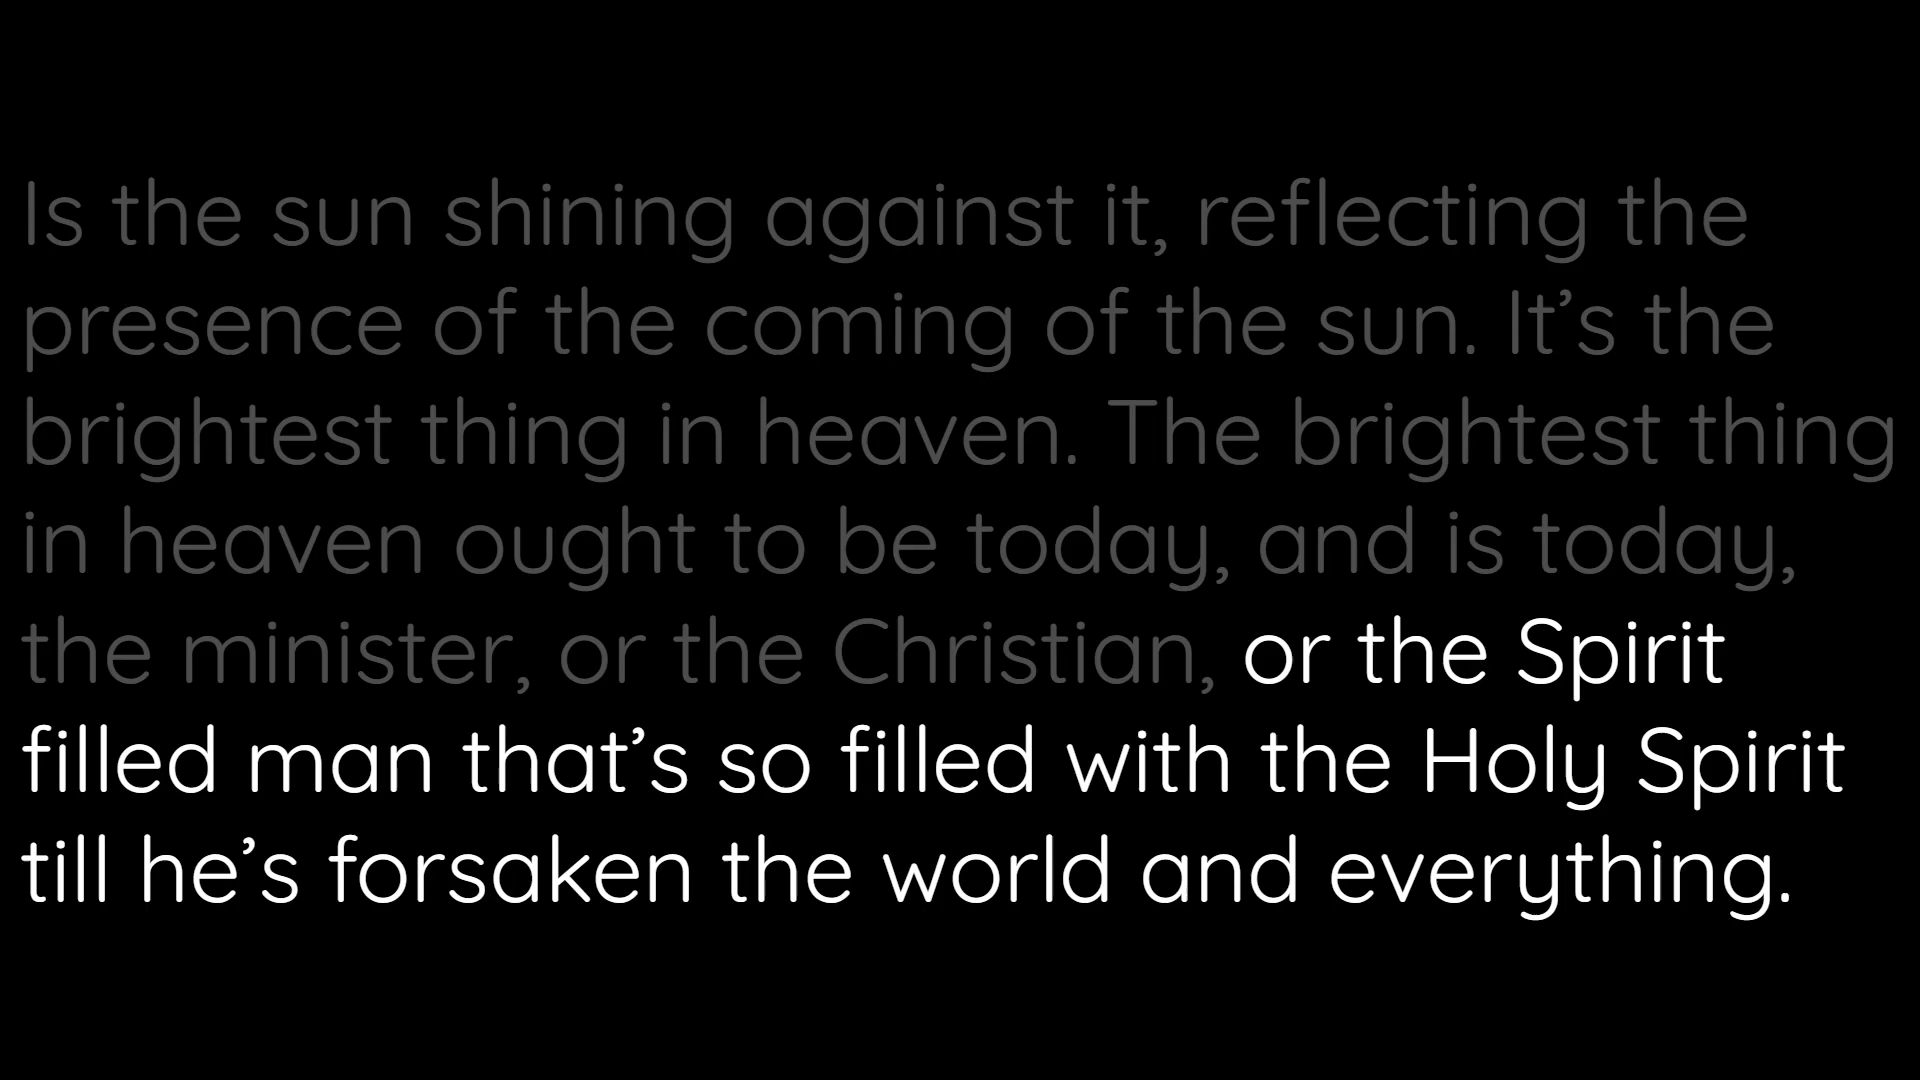 Is the sun shining against it, reflecting the
presence of the coming of the sun. It’s the
brightest thing in heaven. The brightest thing
in heaven ought to be today, and is today,
the minister, or the Christian, or the Spirit
filled man that’s so filled with the Holy Spirit
till he’s forsaken the world and everything.